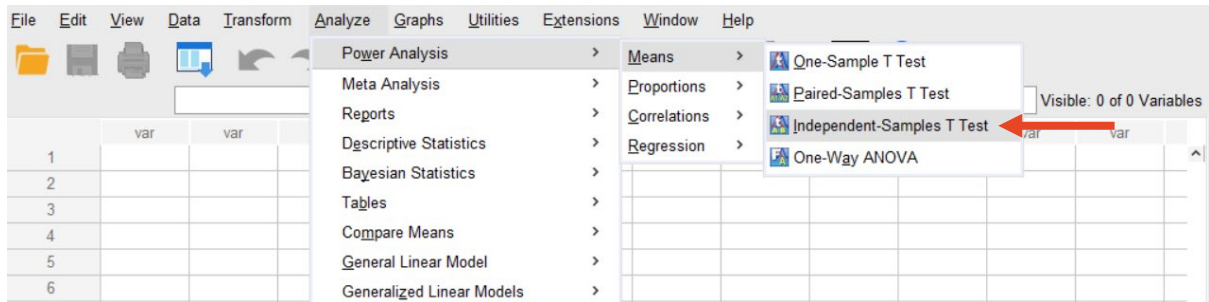 File Edit View Data Transform Analyze Graphs Utilities Extensions Window Help
Power Analysis
Meta Analysis
Reports
Descriptive Statistics
Bayesian Statistics
Tables
Compare Means
General Linear Model
Generalized Linear Models
Means
Proportions
Correlations
Regression
One-Sample T Test
Paired-Samples T Test
Independent-Samples T Test
One-Way ANOVA
Visible: 0 of 0 Variables
var var var var
1
2
3
4
5
6